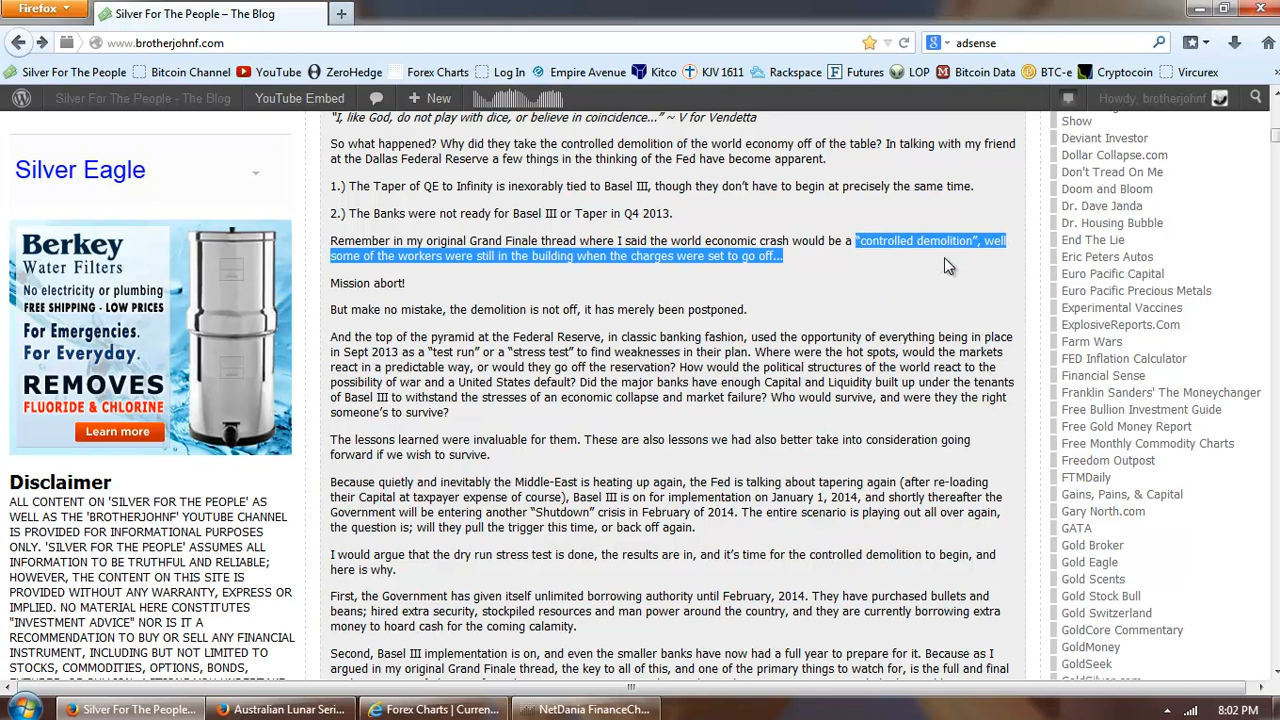 Firefox
Silver For The People – The Blog
www.brotherjohnf.com
adsense
Silver For The People
Bitcoin Channel
YouTube
ZeroHedge
Forex Charts
Log In
Empire Avenue
Kitco
KJV 1611
Rackspace
Futures
LOP
Bitcoin Data
BTC-e
Cryptocoin
Vircurex
Silver For The People - The Blog
YouTube Embed
New
Howdy, brotherjohnf
Silver Eagle
Berkey
Water Filters
No electricity or plumbing
FREE SHIPPING - LOW PRICES
For Emergencies.
For Everyday.
REMOVES
FLUORIDE & CHLORINE
Learn more
Disclaimer
ALL CONTENT ON 'SILVER FOR THE PEOPLE' AS
WELL AS THE 'BROTHERJOHNF' YOUTUBE CHANNEL
IS PROVIDED FOR INFORMATIONAL PURPOSES
ONLY. 'SILVER FOR THE PEOPLE' ASSUMES ALL
INFORMATION TO BE TRUTHFUL AND RELIABLE;
HOWEVER, THE CONTENT ON THIS SITE IS
PROVIDED WITHOUT ANY WARRANTY, EXPRESS OR
IMPLIED. NO MATERIAL HERE CONSTITUTES
"INVESTMENT ADVICE" NOR IS IT A
RECOMMENDATION TO BUY OR SELL ANY FINANCIAL
INSTRUMENT, INCLUDING BUT NOT LIMITED TO
STOCKS, COMMODITIES, OPTIONS, BONDS,
"I, like God, do not play with dice, or believe in coincidence..." ~ V for Vendetta
So what happened? Why did they take the controlled demolition of the world economy off of the table? In talking with my friend
at the Dallas Federal Reserve a few things in the thinking of the Fed have become apparent.
1.) The Taper of QE to Infinity is inexorably tied to Basel III, though they don't have to begin at precisely the same time.
2.) The Banks were not ready for Basel III or Taper in Q4 2013.
Remember in my original Grand Finale thread where I said the world economic crash would be a "controlled demolition", well
some of the workers were still in the building when the charges were set to go off...
Mission abort!
But make no mistake, the demolition is not off, it has merely been postponed.
And the top of the pyramid at the Federal Reserve, in classic banking fashion, used the opportunity of everything being in place
in Sept 2013 as a "test run" or a "stress test" to find weaknesses in their plan. Where were the hot spots, would the markets
react in a predictable way, or would they go off the reservation? How would the political structures of the world react to the
possibility of war and a United States default? Did the major banks have enough Capital and Liquidity built up under the tenants
of Basel III to withstand the stresses of an economic collapse and market failure? Who would survive, and were they the right
someone's to survive?
The lessons learned were invaluable for them. These are also lessons we had also better take into consideration going
forward if we wish to survive.
Because quietly and inevitably the Middle-East is heating up again, the Fed is talking about tapering again (after re-loading
their Capital at taxpayer expense of course), Basel III is on for implementation on January 1, 2014, and shortly thereafter the
Government will be entering another "Shutdown" crisis in February of 2014. The entire scenario is playing out all over again,
the question is; will they pull the trigger this time, or back off again.
I would argue that the dry run stress test is done, the results are in, and it's time for the controlled demolition to begin, and
here is why.
First, the Government has given itself unlimited borrowing authority until February, 2014. They have purchased bullets and
beans; hired extra security, stockpiled resources and man power around the country, and they are currently borrowing extra
money to hoard cash for the coming calamity.
Second, Basel III implementation is on, and even the smaller banks have now had a full year to prepare for it. Because as I
argued in my original Grand Finale thread, the key to all of this, and one of the primary things to watch for, is the full and final
Show
Deviant Investor
Dollar Collapse.com
Don't Tread On Me
Doom and Bloom
Dr. Dave Janda
Dr. Housing Bubble
End The Lie
Eric Peters Autos
Euro Pacific Capital
Euro Pacific Precious Metals
Experimental Vaccines
ExplosiveReports.Com
Farm Wars
FED Inflation Calculator
Financial Sense
Franklin Sanders' The Moneychanger
Free Bullion Investment Guide
Free Gold Money Report
Free Monthly Commodity Charts
Freedom Outpost
FTMDaily
Gains, Pains, & Capital
Gary North.com
GATA
Gold Broker
Gold Eagle
Gold Scents
Gold Stock Bull
Gold Switzerland
GoldCore Commentary
GoldMoney
GoldSeek
Silver For The People...
Australian Lunar Seri...
Forex Charts | Curren...
NetDania FinanceCh...
8:02 PM